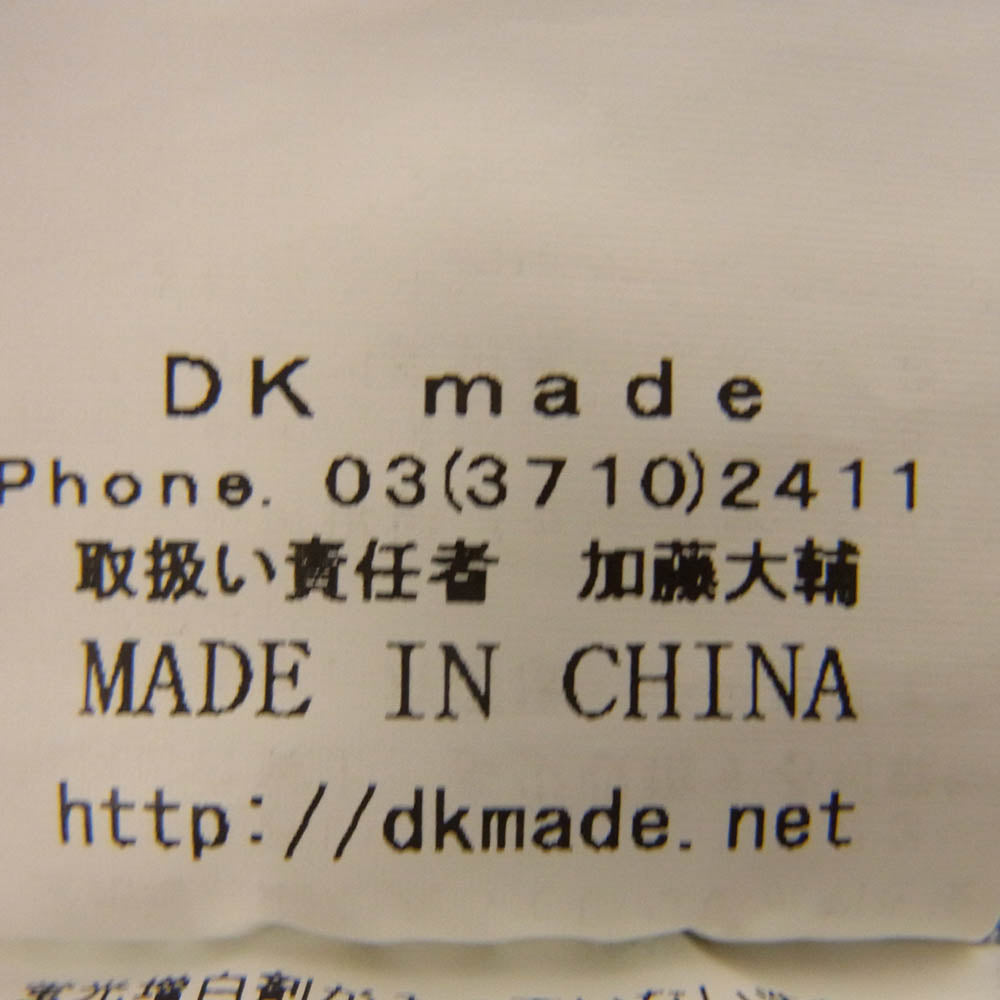 DK made
Phone. 03(3710)2411
取扱い責任者 加藤大輔
MADE IN CHINA
http://dkmade.net